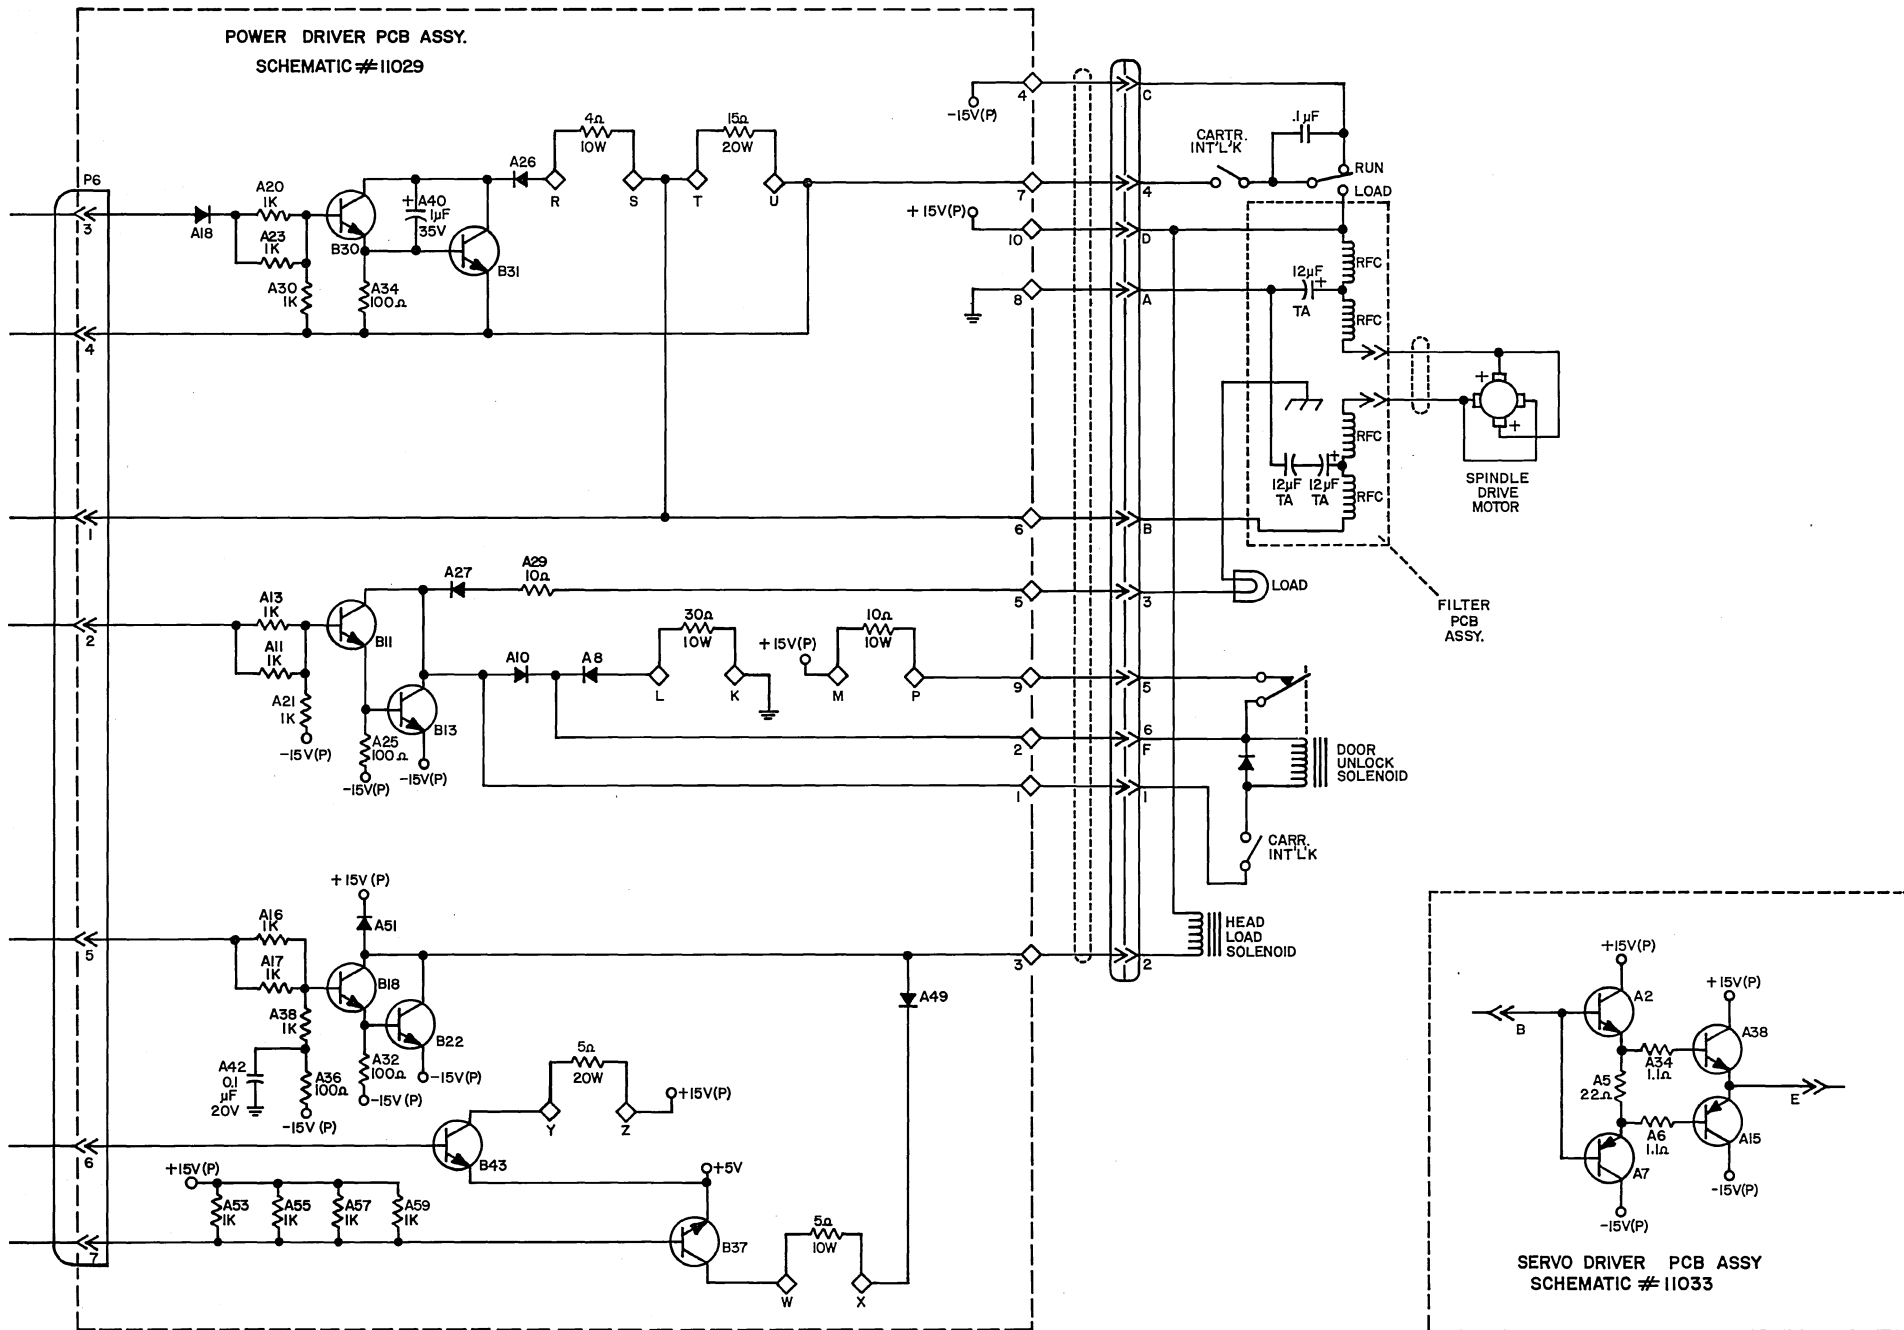 POWER DRIVER PCB ASSY.
SCHEMATIC # 11029
P6
3
A18
A20
1K
A23
1K
A30
1K
B30
A34
100Ω
+
A40
.1µF
35V
B31
A26
R
4Ω
10W
S
T
15Ω
20W
U
4
1
-15V(P)
4
C
7
4
+15V(P)
10
D
8
A
6
B
CARTR.
INT'L'K
.1µF
RUN
LOAD
RFC
12µF
+
TA
RFC
RFC
+
12µF 12µF
TA TA
RFC
+
+
SPINDLE
DRIVE
MOTOR
FILTER
PCB
ASSY.
2
A13
1K
A11
1K
A21
1K
-15V(P)
B11
A25
100Ω
-15V(P)
B13
-15V(P)
A27
A29
10Ω
5
3
LOAD
A10
A8
L
30Ω
10W
K
+15V(P)
M
10Ω
10W
P
9
5
2
6
F
1
1
DOOR
UNLOCK
SOLENOID
CARR.
INT'L'K
HEAD
LOAD
SOLENOID
5
A16
1K
A17
1K
A38
1K
A42
0.1
µF
20V
A36
100Ω
-15V(P)
+15V(P)
A51
B18
A32
100Ω
-15V(P)
B22
-15V(P)
3
2
A49
5Ω
20W
Y
Z
+15V(P)
6
B43
+5V
+15V(P)
A53
1K
A55
1K
A57
1K
A59
1K
7
B37
5Ω
10W
W
X
B
+15V(P)
A2
A5
22Ω
A7
-15V(P)
A34
1.1Ω
A6
1.1Ω
+15V(P)
A38
E
A15
-15V(P)
SERVO DRIVER PCB ASSY
SCHEMATIC # 11033